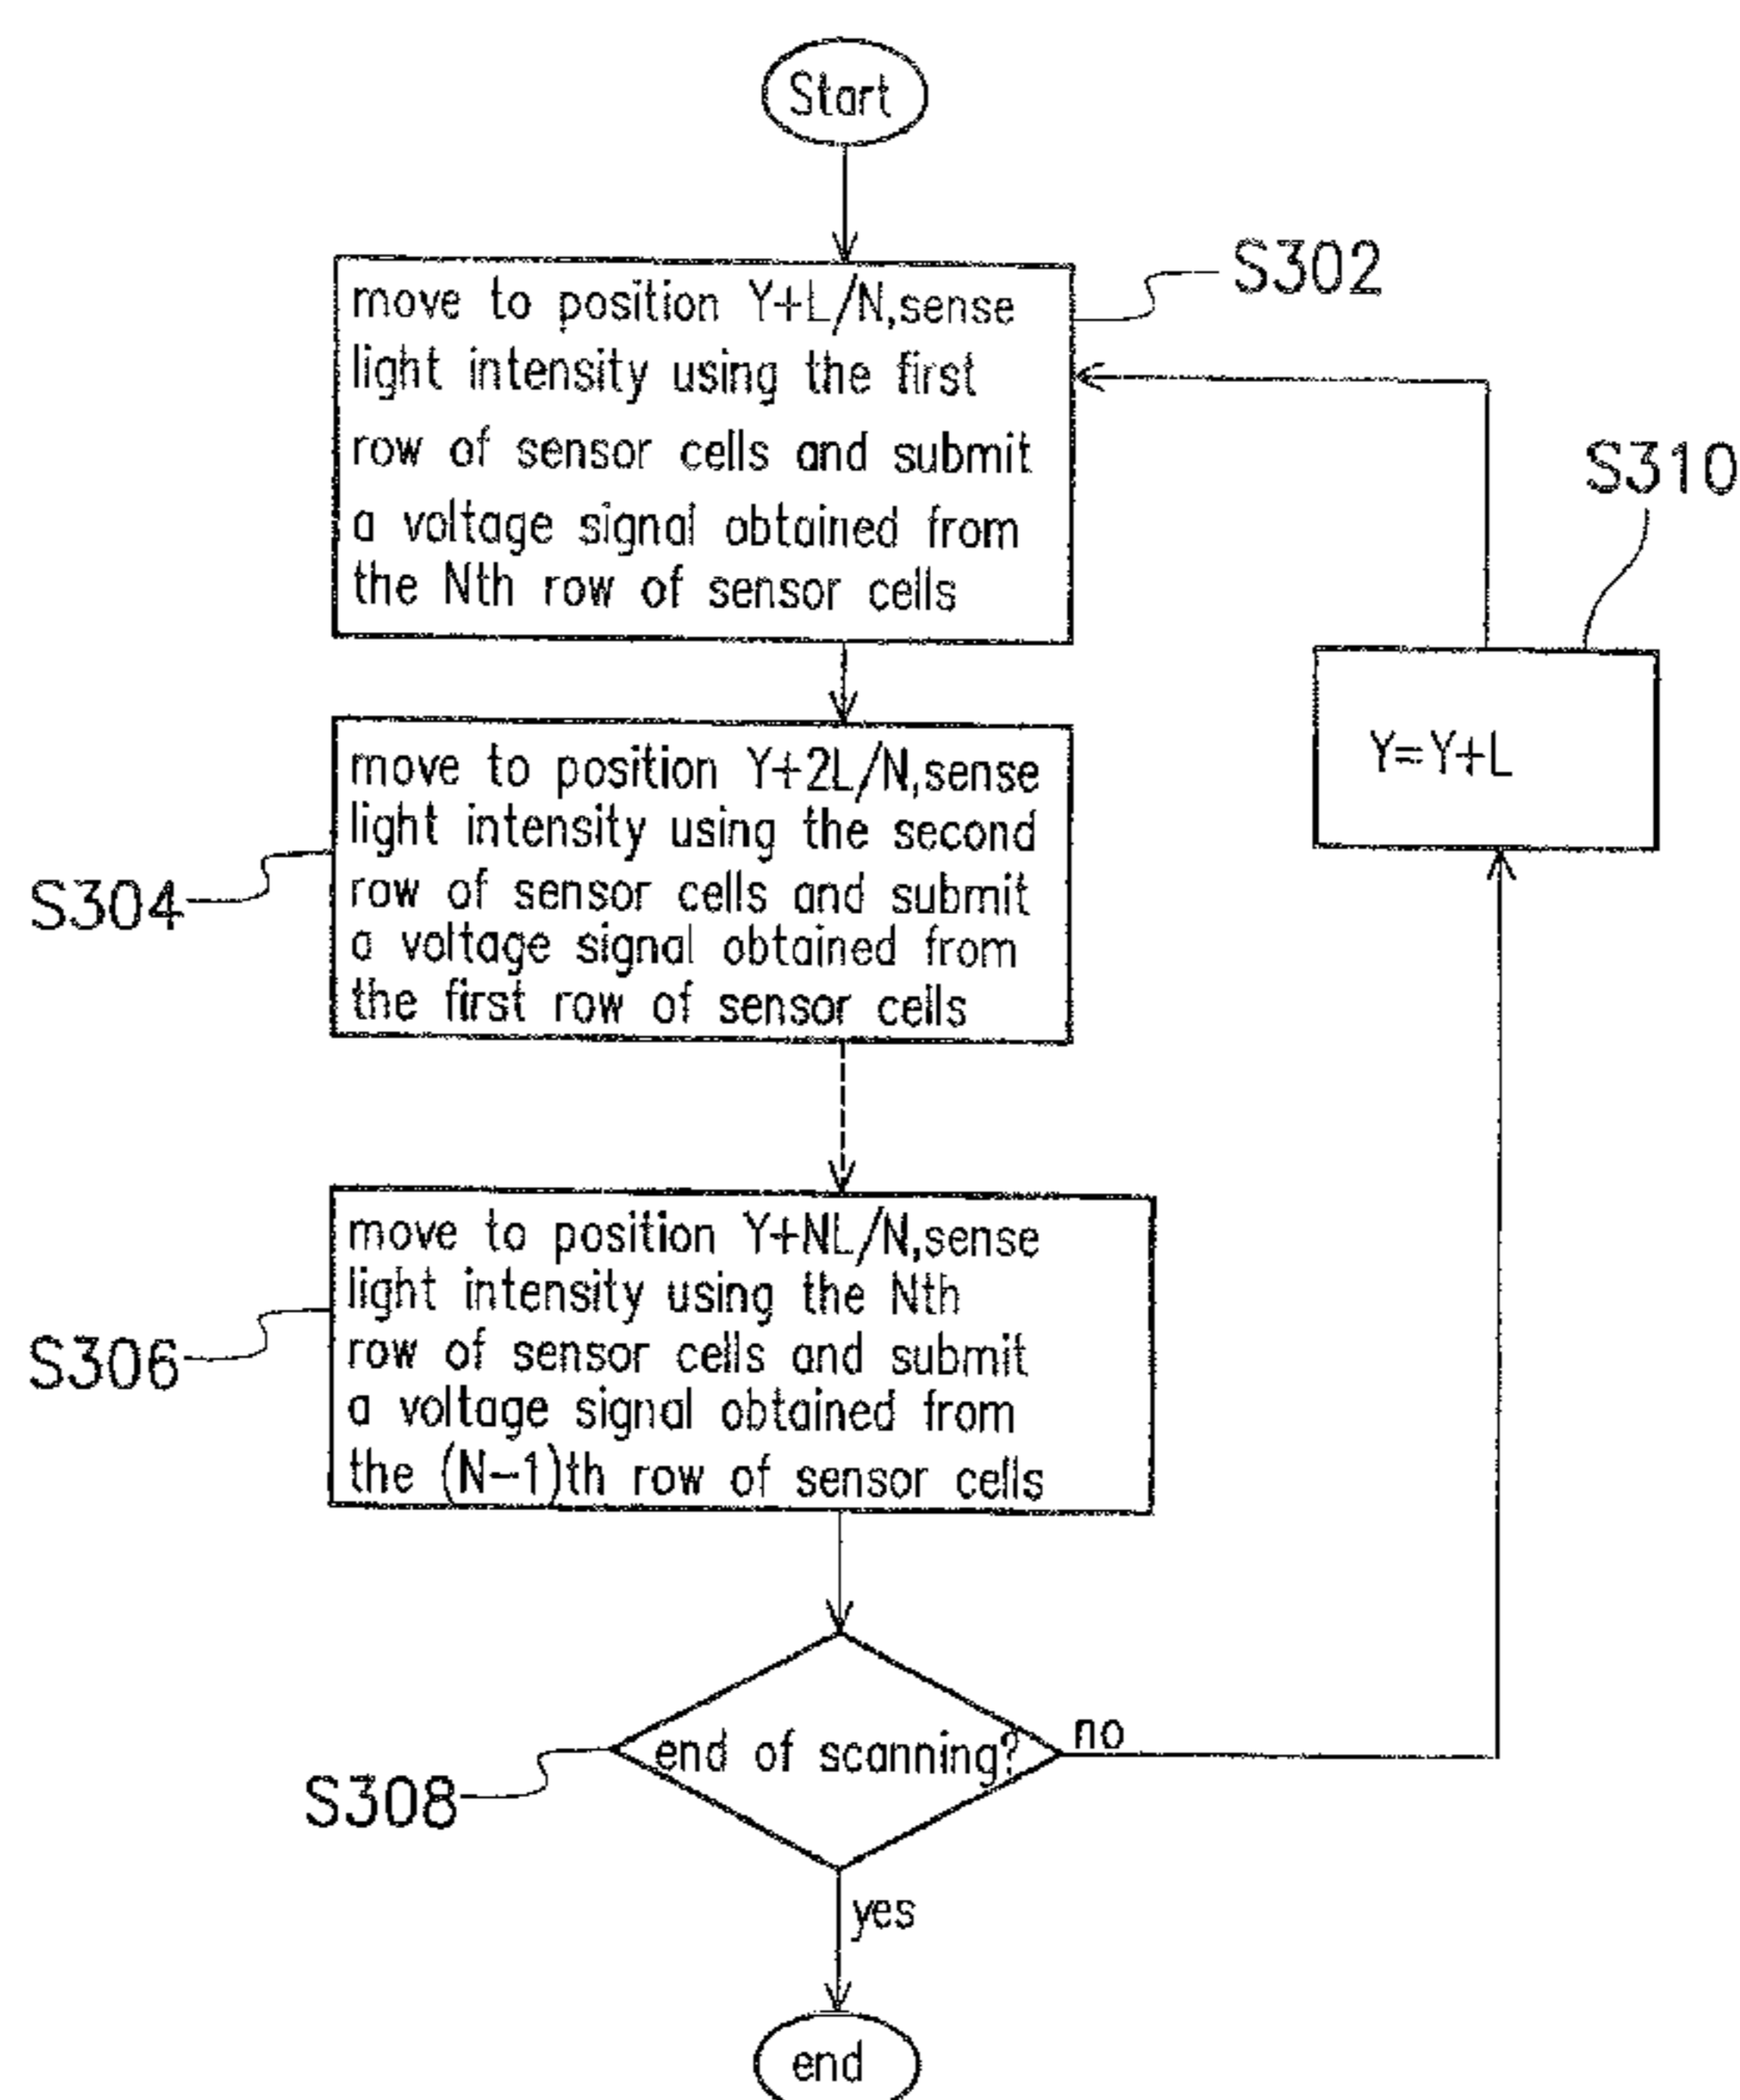 Start
S302
move to position Y+L/N,sense
light intensity using the first
row of sensor cells and submit
a voltage signal obtained from
the Nth row of sensor cells
S310
Y=Y+L
S304
move to position Y+2L/N,sense
light intensity using the second
row of sensor cells and submit
a voltage signal obtained from
the first row of sensor cells
S306
move to position Y+NL/N,sense
light intensity using the Nth
row of sensor cells and submit
a voltage signal obtained from
the (N-1)th row of sensor cells
S308
end of scanning?
no
yes
end